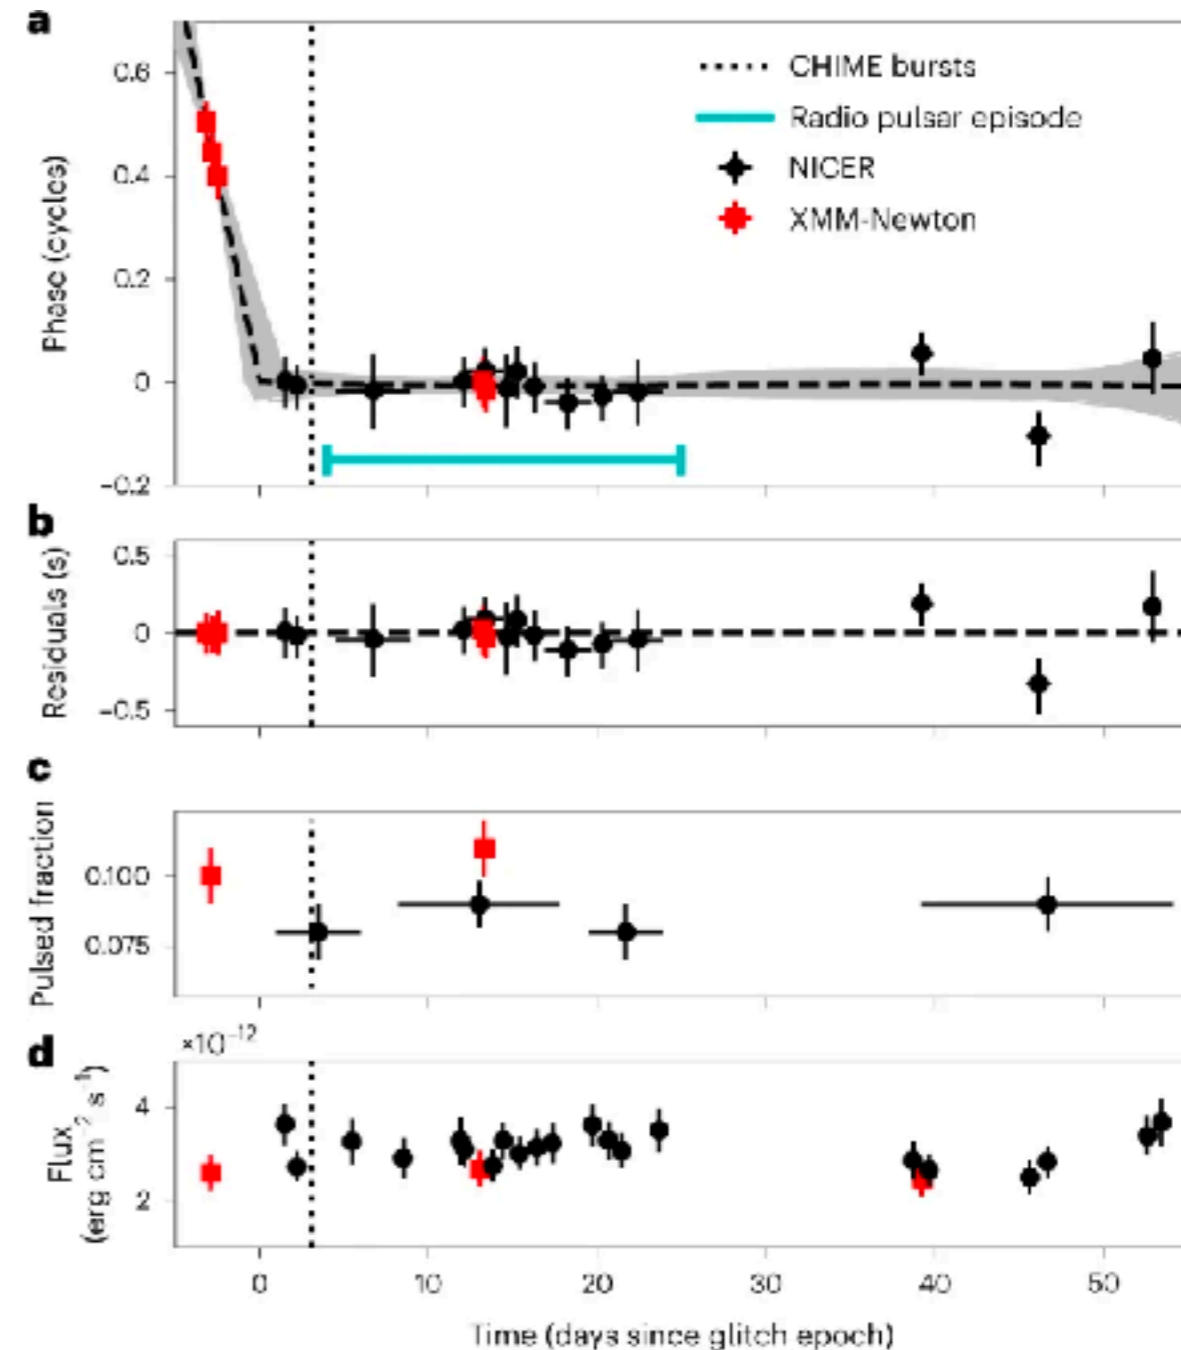 a
CHIME bursts
Radio pulsar episode
NICER
XMM-Newton
Phase (cycles)
0.6
0.4
0.2
0
−0.2
b
Residuals (s)
0.5
0
−0.5
c
Pulsed fraction
0.100
0.075
d
×10⁻¹²
Flux
(erg cm⁻² s⁻¹)
4
2
0 10 20 30 40 50
Time (days since glitch epoch)